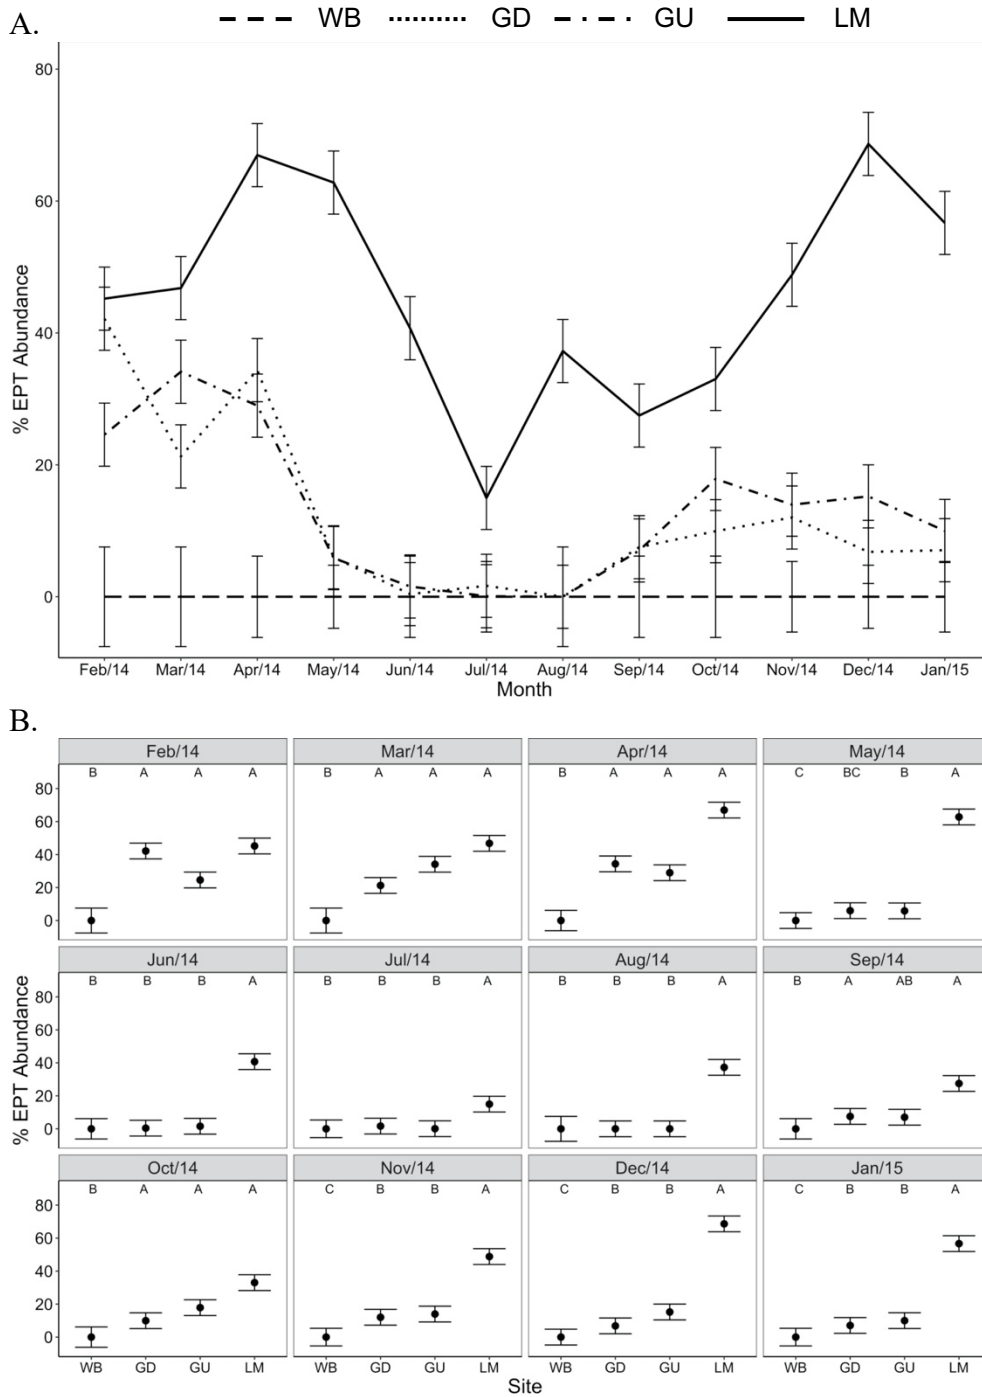 A.
WB GD GU LM
80
60
40
20
0
% EPT Abundance
Feb/14 Mar/14 Apr/14 May/14 Jun/14 Jul/14 Aug/14 Sep/14 Oct/14 Nov/14 Dec/14 Jan/15
Month
B.
Feb/14 Mar/14 Apr/14 May/14
B A A A B A A A B A A A C BC B A
80
60
40
20
0
Jun/14 Jul/14 Aug/14 Sep/14
B B B A B B B A B B B A B A AB A
80
60
40
20
0
% EPT Abundance
Oct/14 Nov/14 Dec/14 Jan/15
B A A A C B B A C B B A C B B A
80
60
40
20
0
WB GD GU LM WB GD GU LM WB GD GU LM WB GD GU LM
Site